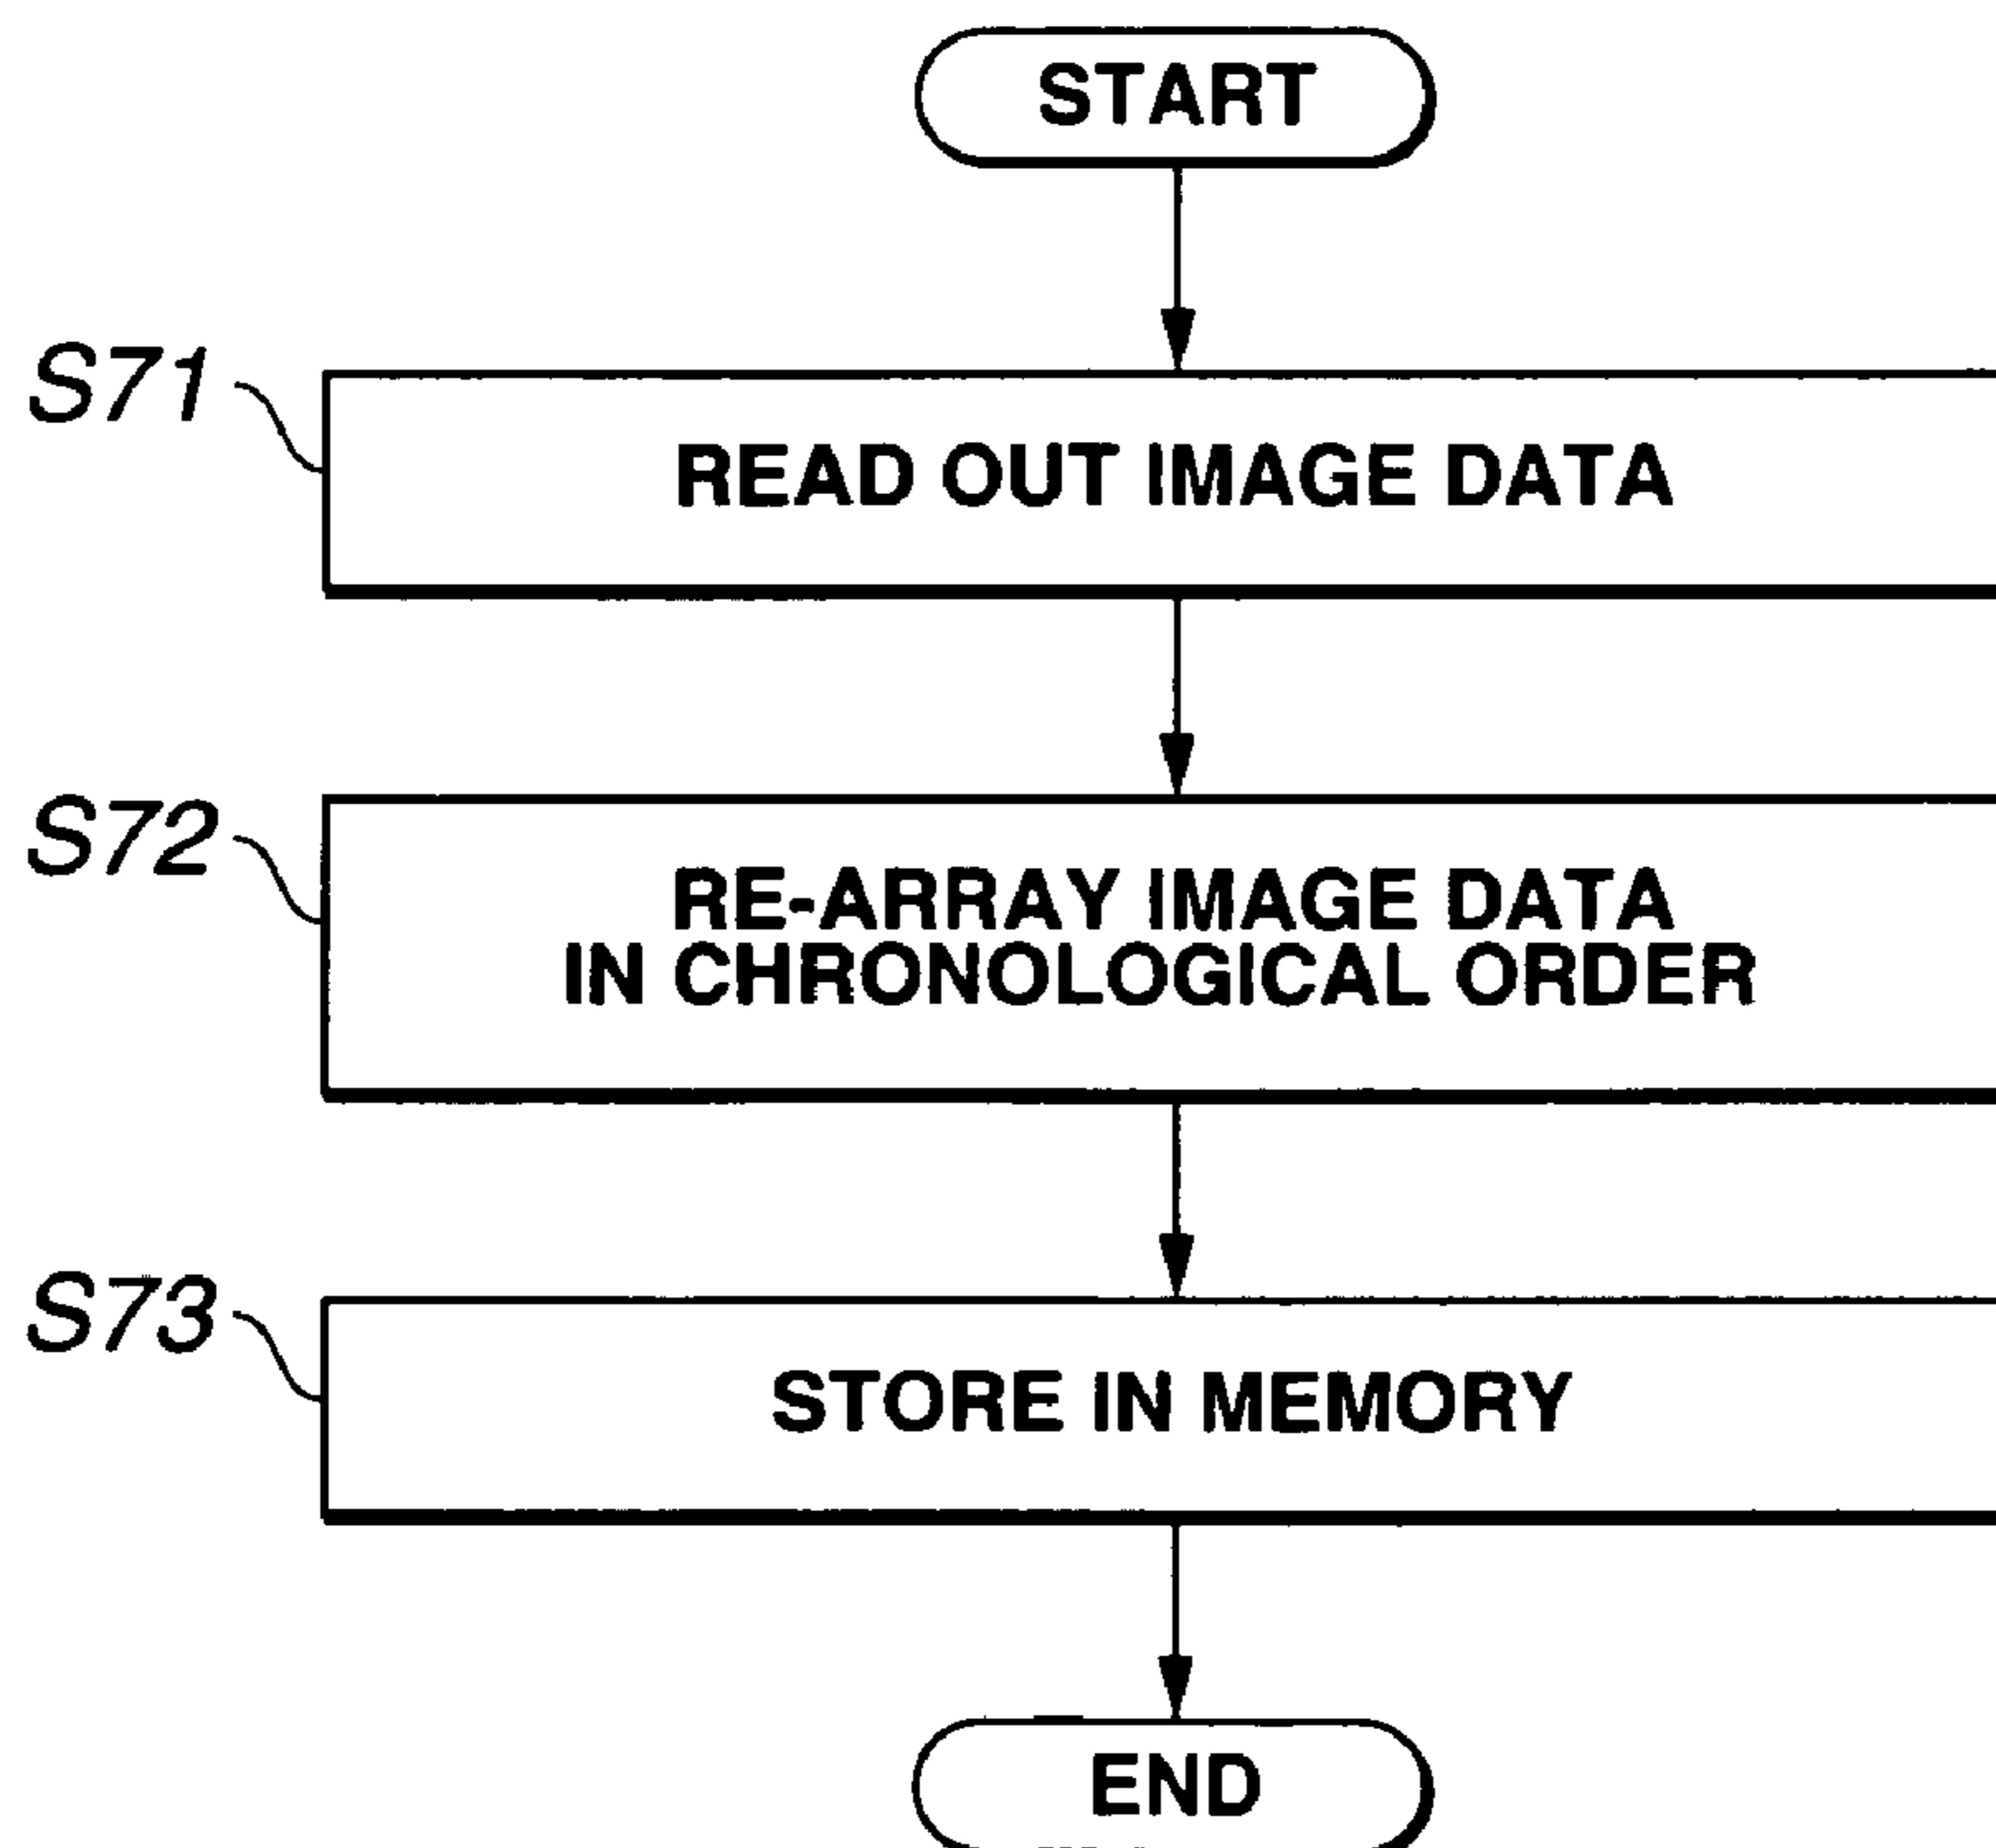 START
S71
READ OUT IMAGE DATA
S72
RE-ARRAY IMAGE DATA
IN CHRONOLOGICAL ORDER
S73
STORE IN MEMORY
END